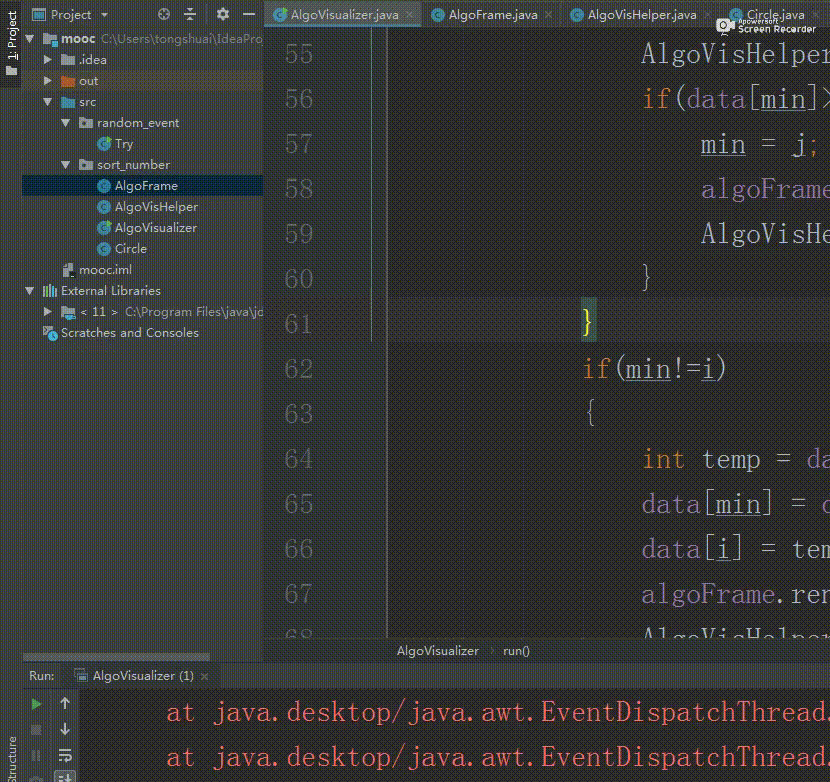 1: Project
Structure
Project
mooc C:\Users\tongshuai\IdeaPro
.idea
out
src
random_event
Try
sort_number
AlgoFrame
AlgoVisHelper
AlgoVisualizer
Circle
mooc.iml
External Libraries
< 11 > C:\Program Files\java\jd
Scratches and Consoles
AlgoVisualizer.java
AlgoFrame.java
AlgoVisHelper.java
Circle.java
Apowersoft
Screen Recorder
55 AlgoVisHelper
56 if(data[min]>
57 min = j;
58 algoFrame
59 AlgoVisHe
60 }
61 }
62 if(min!=i)
63 {
64 int temp = da
65 data[min] = d
66 data[i] = tem
67 algoFrame.ren
68 AlgoVisHelper
AlgoVisualizer
run()
Run: AlgoVisualizer (1)
at java.desktop/java.awt.EventDispatchThread.
at java.desktop/java.awt.EventDispatchThread.